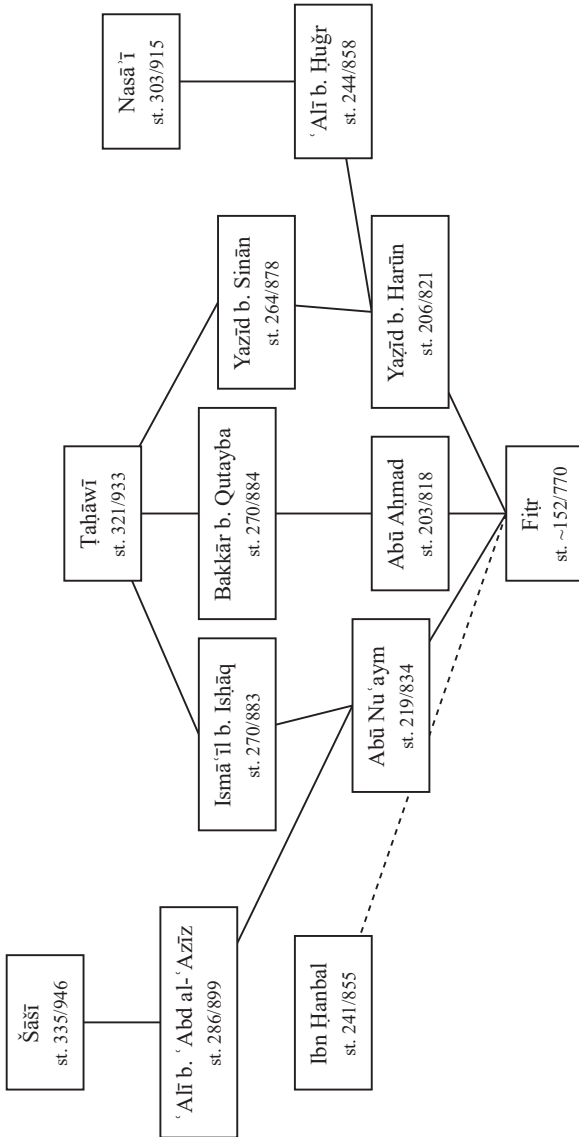 Šāšī
st. 335/946
Ṭaḥāwī
st. 321/933
Nasāʾī
st. 303/915
ʿAlī b. ʿAbd al-ʿAzīz
st. 286/899
Ismāʿīl b. Isḥāq
st. 270/883
Bakkār b. Qutayba
st. 270/884
Yazīd b. Sinān
st. 264/878
Ibn Ḥanbal
st. 241/855
Abū Nuʿaym
st. 219/834
Abū Aḥmad
st. 203/818
Yazīd b. Harūn
st. 206/821
ʿAlī b. Ḥuǧr
st. 244/858
Fiṭr
st. ~152/770